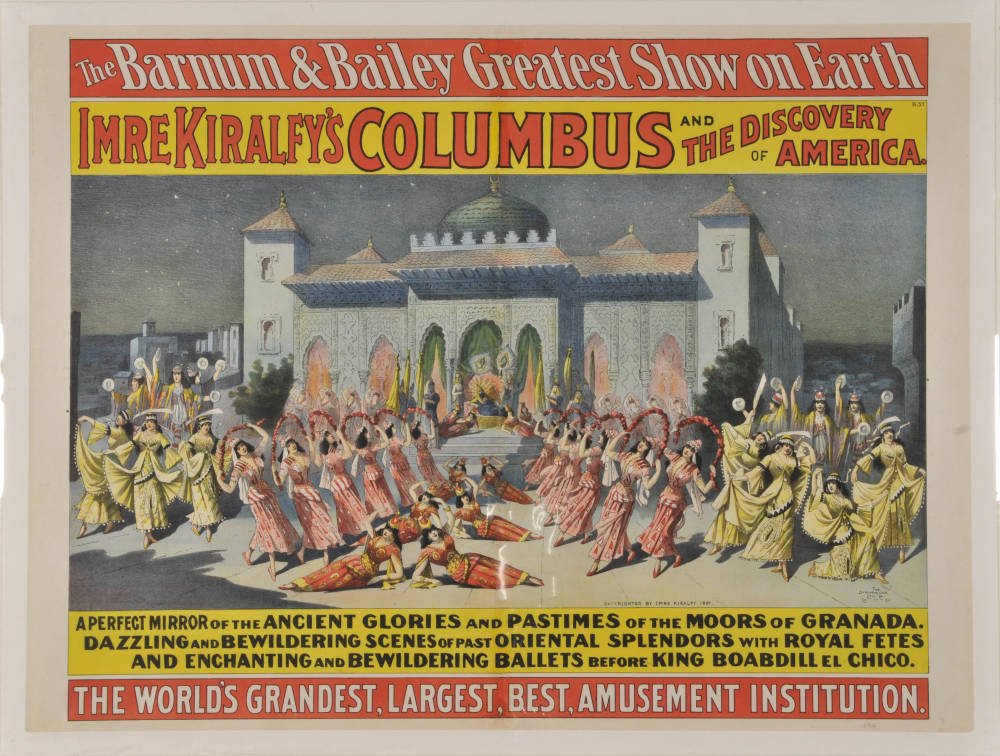 The Barnum & Bailey Greatest Show on Earth
IMRE KIRALFY'S COLUMBUS AND THE DISCOVERY OF AMERICA.
COPYRIGHTED BY IMRE KIRALFY 1891.
A PERFECT MIRROR OF THE ANCIENT GLORIES AND PASTIMES OF THE MOORS OF GRANADA.
DAZZLING AND BEWILDERING SCENES OF PAST ORIENTAL SPLENDORS WITH ROYAL FETES
AND ENCHANTING AND BEWILDERING BALLETS BEFORE KING BOABDILL EL CHICO.
THE WORLD'S GRANDEST, LARGEST, BEST, AMUSEMENT INSTITUTION.